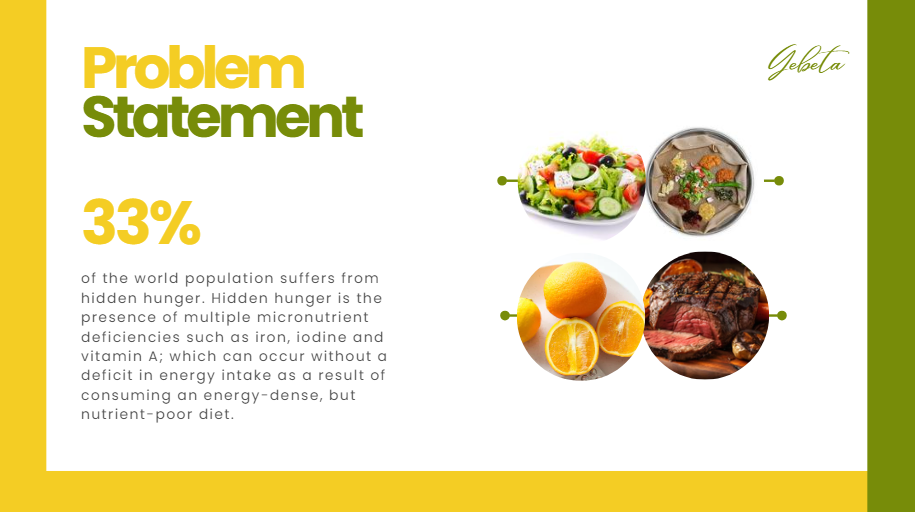 Problem
Statement
Gebeta
33%
of the world population suffers from
hidden hunger. Hidden hunger is the
presence of multiple micronutrient
deficiencies such as iron, iodine and
vitamin A; which can occur without a
deficit in energy intake as a result of
consuming an energy-dense, but
nutrient-poor diet.